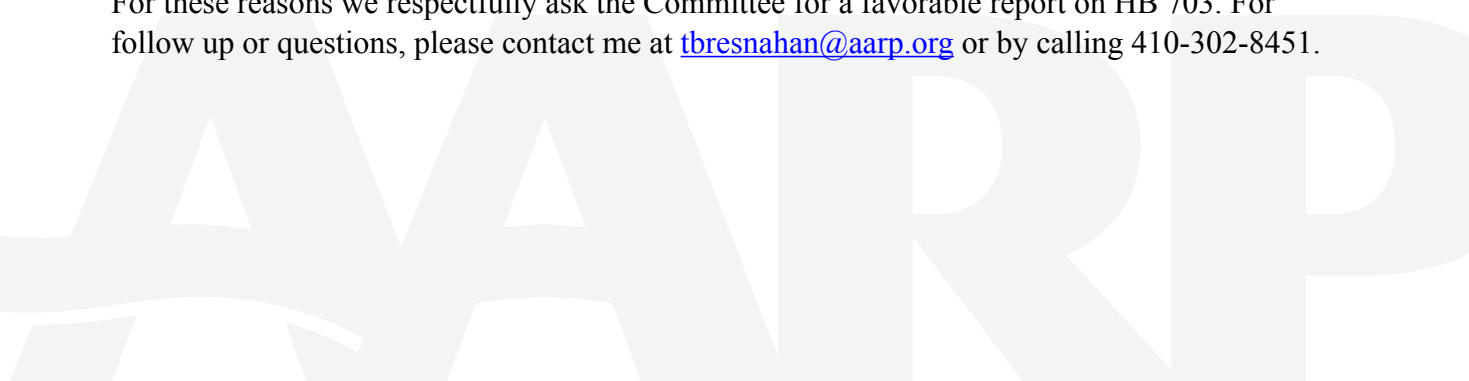 For these reasons we respectfully ask the Committee for a favorable report on HB 703. For
follow up or questions, please contact me at tbresnahan@aarp.org or by calling 410-302-8451.
AARP